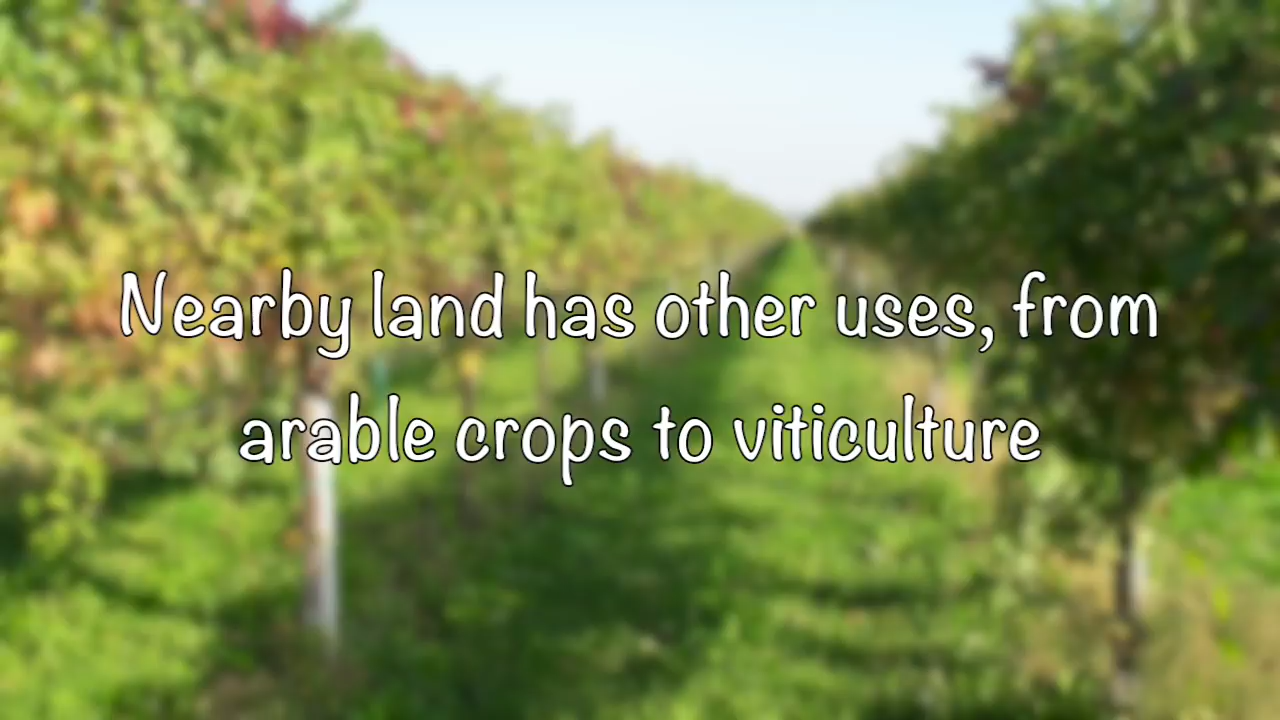 Nearby land has other uses, from
arable crops to viticulture